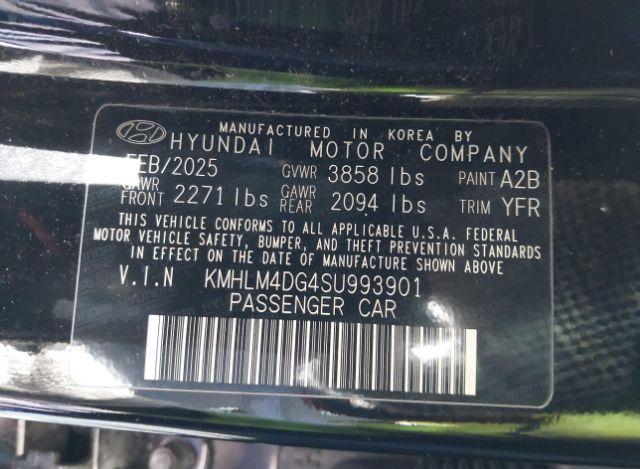 MANUFACTURED IN KOREA BY
HYUNDAI MOTOR COMPANY
FEB/2025 GVWR 3858 lbs PAINT A2B
GAWR FRONT 2271 lbs GAWR REAR 2094 lbs TRIM YFR
THIS VEHICLE CONFORMS TO ALL APPLICABLE U.S.A. FEDERAL
MOTOR VEHICLE SAFETY, BUMPER, AND THEFT PREVENTION STANDARDS
IN EFFECT ON THE DATE OF MANUFACTURE SHOWN ABOVE
V.I.N KMHLM4DG4SU993901
PASSENGER CAR